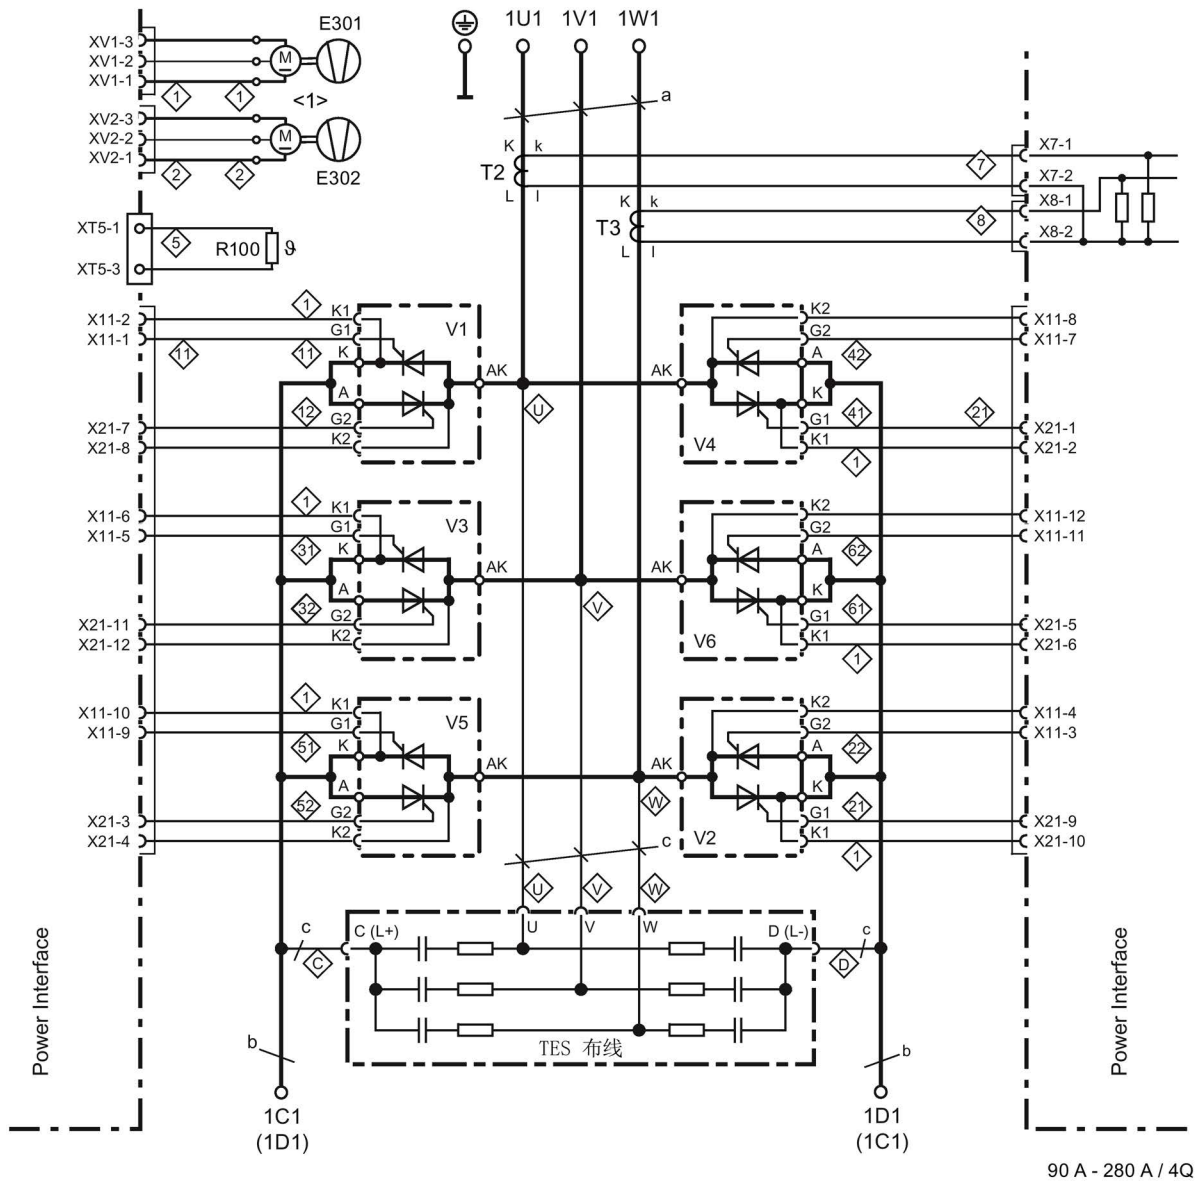 1U1 1V1 1W1
E301
XV1-3
XV1-2
M
XV1-1
1 1 <1>
a
XV2-3
XV2-2
M
XV2-1
2 2
E302
K k
T2
L l
7
X7-1
X7-2
K k
T3
L l
8
X8-1
X8-2
XT5-1
5
R100 ϑ
XT5-3
X11-2
1
K1
X11-1
11
11
G1
V1
K
AK
A
12
X21-7
G2
X21-8
K2
U
K2
X11-8
G2
X11-7
A
42
AK
K
41
21
G1
X21-1
V4
K1
X21-2
1
X11-6
1
K1
X11-5
G1
V3
31
K
AK
A
32
X21-11
G2
X21-12
K2
V
K2
X11-12
G2
X11-11
A
62
AK
K
61
G1
X21-5
V6
K1
X21-6
1
X11-10
1
K1
X11-9
G1
V5
51
K
AK
A
52
X21-3
G2
X21-4
K2
W
K2
X11-4
G2
X11-3
A
22
AK
K
21
G1
X21-9
V2
K1
X21-10
1
c
U V W
U V W
c
C
C (L+)
D (L-)
D
c
TES 布线
Power Interface
Power Interface
b
b
1C1
(1D1)
1D1
(1C1)
90 A - 280 A / 4Q